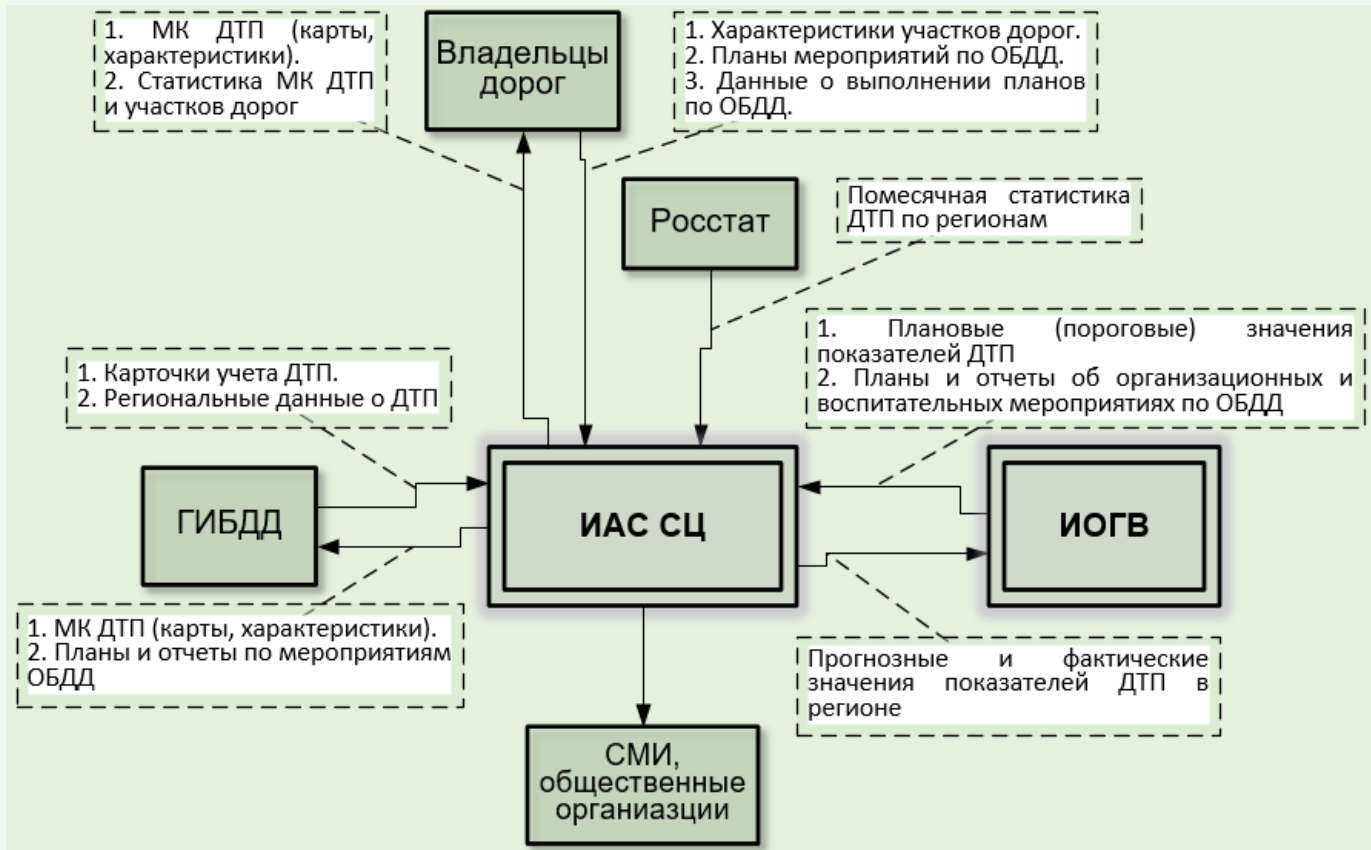 1. МК ДТП (карты,
характеристики).
2. Статистика МК ДТП
и участков дорог
Владельцы
дорог
1. Характеристики участков дорог.
2. Планы мероприятий по ОБДД.
3. Данные о выполнении планов
по ОБДД.
Росстат
Помесячная статистика
ДТП по регионам
1. Плановые (пороговые) значения
показателей ДТП
2. Планы и отчеты об организационных и
воспитательных мероприятиях по ОБДД
1. Карточки учета ДТП.
2. Региональные данные о ДТП
ГИБДД
ИАС СЦ
ИОГВ
1. МК ДТП (карты, характеристики).
2. Планы и отчеты по мероприятиям
ОБДД
Прогнозные и фактические
значения показателей ДТП в
регионе
СМИ,
общественные
органиазции